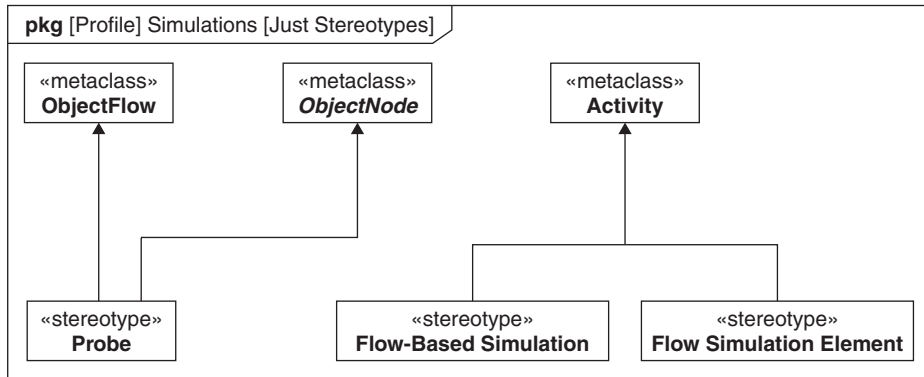 pkg [Profile] Simulations [Just Stereotypes]
«metaclass»
ObjectFlow
«metaclass»
ObjectNode
«metaclass»
Activity
«stereotype»
Probe
«stereotype»
Flow-Based Simulation
«stereotype»
Flow Simulation Element